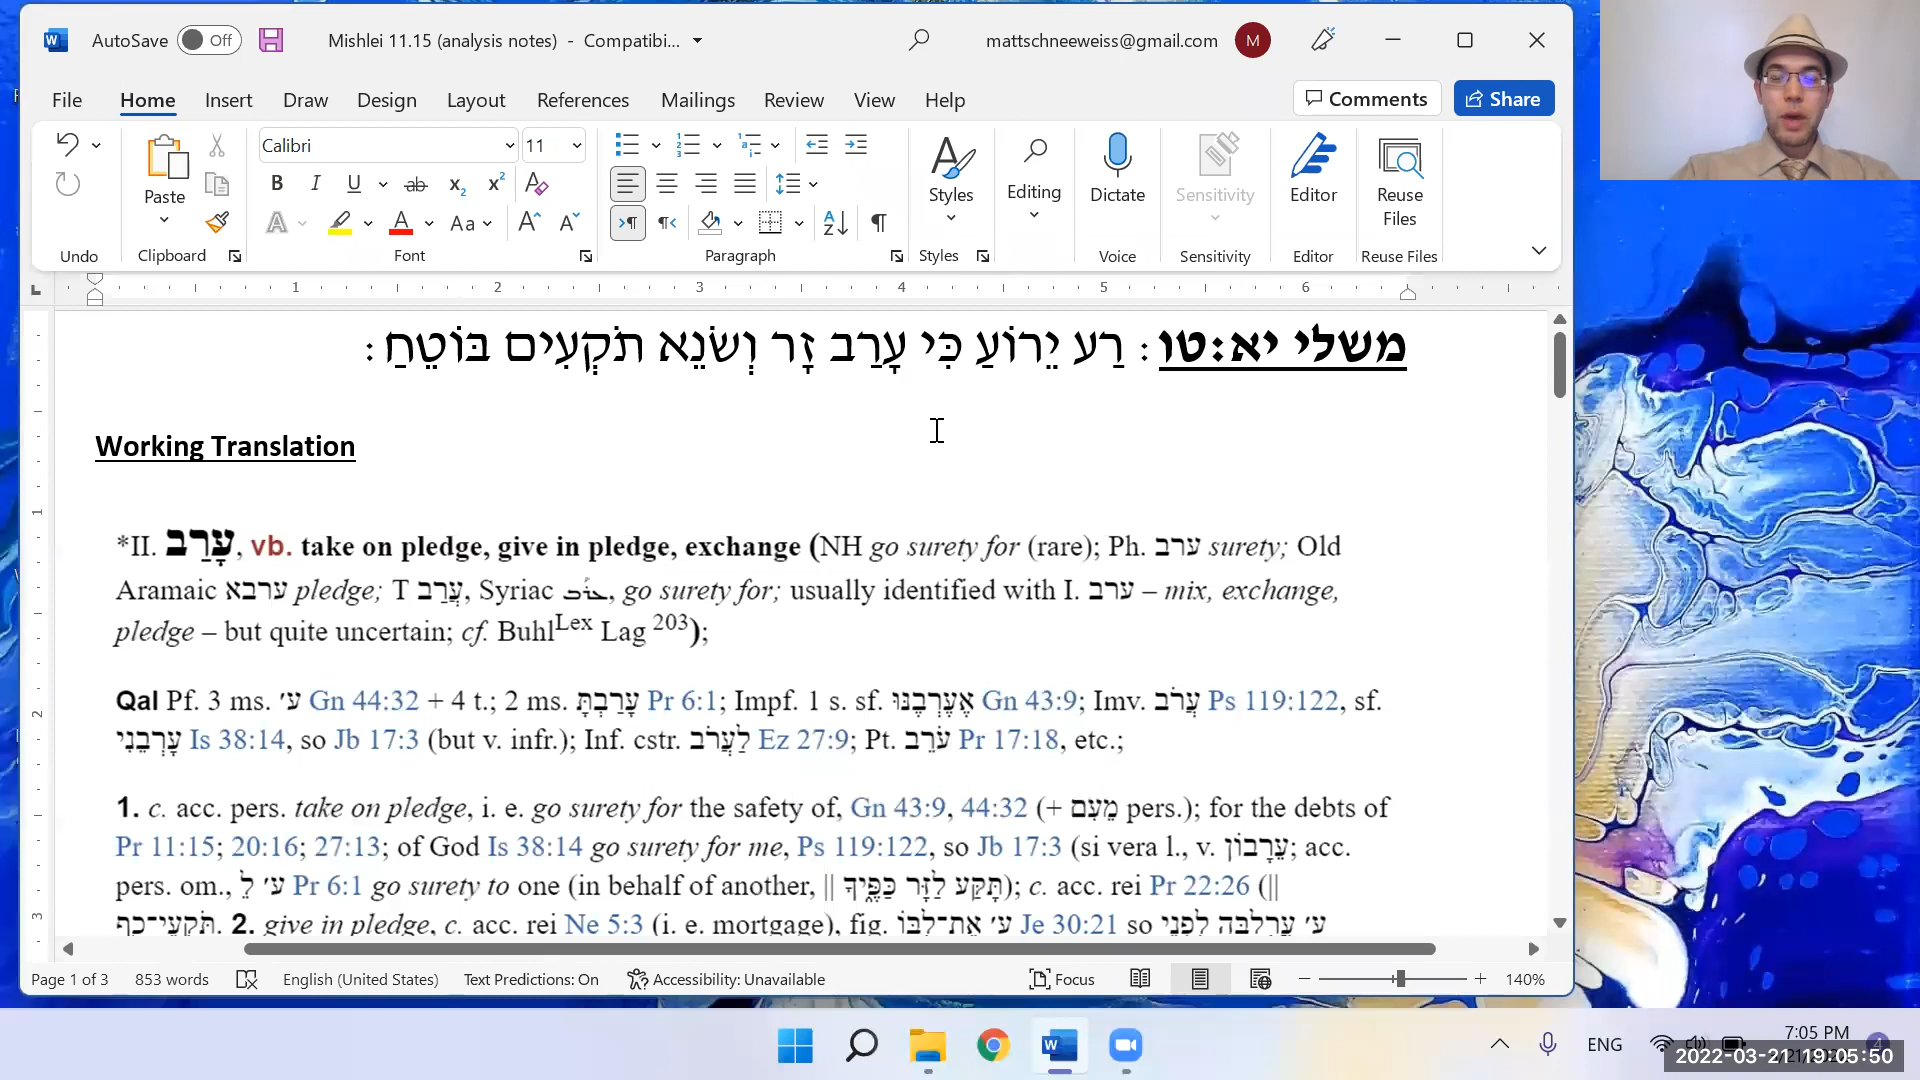 AutoSave Off Mishlei 11.15 (analysis notes) - Compatibi... mattschneeweiss@gmail.com M
File Home Insert Draw Design Layout References Mailings Review View Help Comments Share
Calibri 11
Paste Styles Editing Dictate Sensitivity Editor Reuse Files
Undo Clipboard Font Paragraph Styles Voice Sensitivity Editor Reuse Files
1 2 3 4 5 6
משלי יא:טו: רַע יֵרוֹעַ כִּי עָרַב זָר וְשֹׂנֵא תֹקְעִים בּוֹטֵחַ:
Working Translation
*II. עָרַב, vb. take on pledge, give in pledge, exchange (NH go surety for (rare); Ph. ערב surety; Old
Aramaic ערבא pledge; T עֲרַב, Syriac go surety for; usually identified with I. ערב – mix, exchange,
pledge – but quite uncertain; cf. BuhlLex Lag 203);
Qal Pf. 3 ms. ע׳ Gn 44:32 + 4 t.; 2 ms. עָרַבְתָּ Pr 6:1; Impf. 1 s. sf. אֶעֶרְבֶנּוּ Gn 43:9; Imv. עֲרֹב Ps 119:122, sf.
עָרְבֵנִי Is 38:14, so Jb 17:3 (but v. infr.); Inf. cstr. לַעֲרֹב Ez 27:9; Pt. עֹרֵב Pr 17:18, etc.;
1. c. acc. pers. take on pledge, i. e. go surety for the safety of, Gn 43:9, 44:32 (+ מֵעִם pers.); for the debts of
Pr 11:15; 20:16; 27:13; of God Is 38:14 go surety for me, Ps 119:122, so Jb 17:3 (si vera l., v. עֵרָבוֹן; acc.
pers. om., ע׳ לְ Pr 6:1 go surety to one (in behalf of another, || תָּקַע לַזָּר כַּפֶּיךָ); c. acc. rei Pr 22:26 (||
תֹּקְעֵי־כַף. 2. give in pledge, c. acc. rei Ne 5:3 (i. e. mortgage), fig. ע׳ אֶת־לִבּוֹ Je 30:21 so
Page 1 of 3 853 words English (United States) Text Predictions: On Accessibility: Unavailable Focus 140%
ENG 7:05 PM
2022-03-21 19:05:50